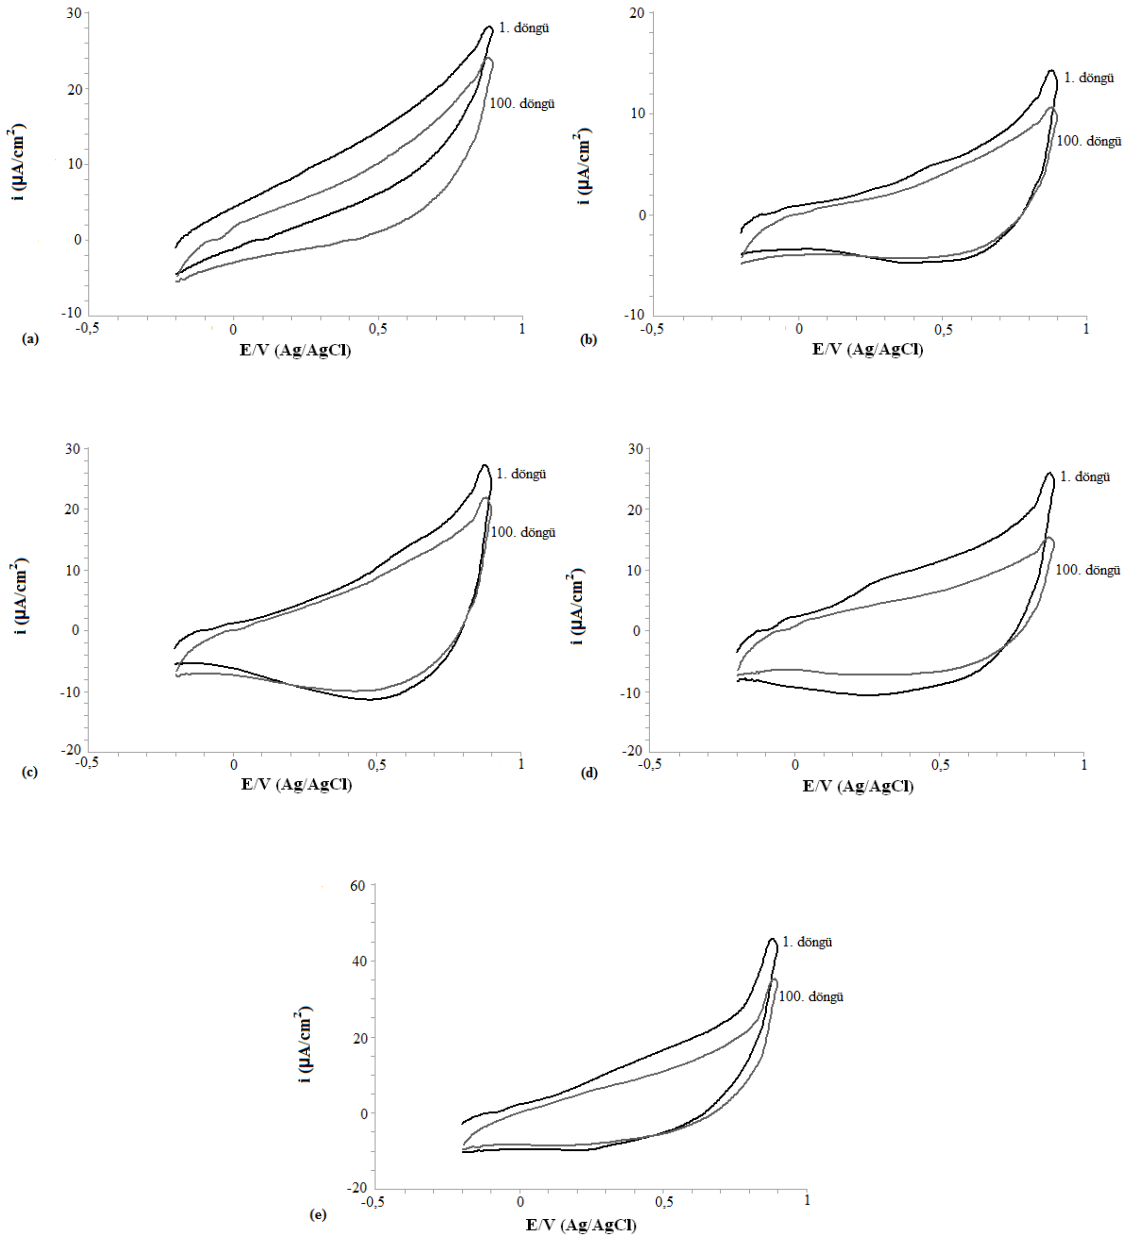 30
20
10
0
-10
-0,5
0
0,5
1
1. döngü
100. döngü
i (µA/cm²)
E/V (Ag/AgCl)
(a)
20
10
0
-10
-0,5
0
0,5
1
1. döngü
100. döngü
i (µA/cm²)
E/V (Ag/AgCl)
(b)
30
20
10
0
-10
-20
-0,5
0
0,5
1
1. döngü
100. döngü
i (µA/cm²)
E/V (Ag/AgCl)
(c)
30
20
10
0
-10
-20
-0,5
0
0,5
1
1. döngü
100. döngü
i (µA/cm²)
E/V (Ag/AgCl)
(d)
60
40
20
0
-20
-0,5
0
0,5
1
1. döngü
100. döngü
i (µA/cm²)
E/V (Ag/AgCl)
(e)